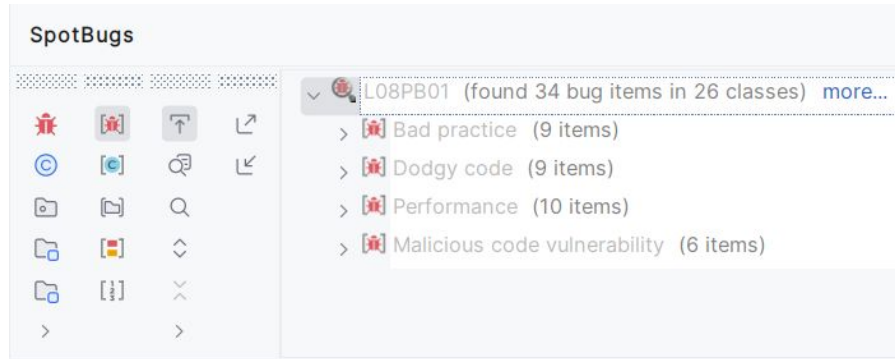 SpotBugs
L08PB01 (found 34 bug items in 26 classes) more...
Bad practice (9 items)
Dodgy code (9 items)
Performance (10 items)
Malicious code vulnerability (6 items)